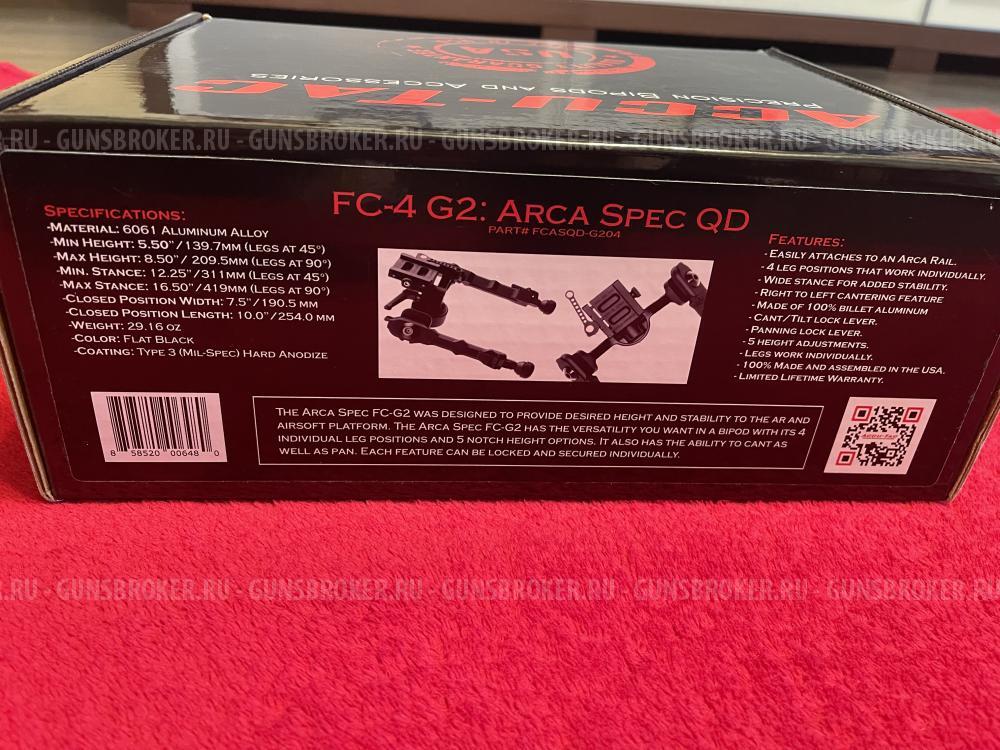 USA
ACCU-TAC
PRECISION BIPODS AND ACCESSORIES
.RU - GUNSBROKER.RU - GUNSBROKER.RU - GUNSBROKER.RU - GUNSBROKER.RU - GUNSBROKER.RU
FC-4 G2: ARCA SPEC QD
PART# FCASQD-G204
SPECIFICATIONS:
-MATERIAL: 6061 ALUMINUM ALLOY
-MIN HEIGHT: 5.50"/139.7MM (LEGS AT 45°)
-MAX HEIGHT: 8.50"/ 209.5MM (LEGS AT 90°)
-MIN. STANCE: 12.25"/311MM (LEGS AT 45°)
-MAX STANCE: 16.50"/419MM (LEGS AT 90°)
-CLOSED POSITION WIDTH: 7.5"/190.5 MM
-CLOSED POSITION LENGTH: 10.0"/254.0 MM
-WEIGHT: 29.16 OZ
-COLOR: FLAT BLACK
-COATING: TYPE 3 (MIL-SPEC) HARD ANODIZE
FEATURES:
- EASILY ATTACHES TO AN ARCA RAIL.
- 4 LEG POSITIONS THAT WORK INDIVIDUALLY.
- WIDE STANCE FOR ADDED STABILITY.
- RIGHT TO LEFT CANTERING FEATURE
- MADE OF 100% BILLET ALUMINUM
- CANT/TILT LOCK LEVER.
- PANNING LOCK LEVER.
- 5 HEIGHT ADJUSTMENTS.
- LEGS WORK INDIVIDUALLY.
- 100% MADE AND ASSEMBLED IN THE USA.
- LIMITED LIFETIME WARRANTY.
8 58520 00648 0
THE ARCA SPEC FC-G2 WAS DESIGNED TO PROVIDE DESIRED HEIGHT AND STABILITY TO THE AR AND
AIRSOFT PLATFORM. THE ARCA SPEC FC-G2 HAS THE VERSATILITY YOU WANT IN A BIPOD WITH ITS 4
INDIVIDUAL LEG POSITIONS AND 5 NOTCH HEIGHT OPTIONS. IT ALSO HAS THE ABILITY TO CANT AS
WELL AS PAN. EACH FEATURE CAN BE LOCKED AND SECURED INDIVIDUALLY.
ACCU-TAC
.RU - GUNSBROKER.RU - GUNSBROKER.RU - GUNSBROKER.RU - GUNSBROKER.RU - GUNSBROKER.RU